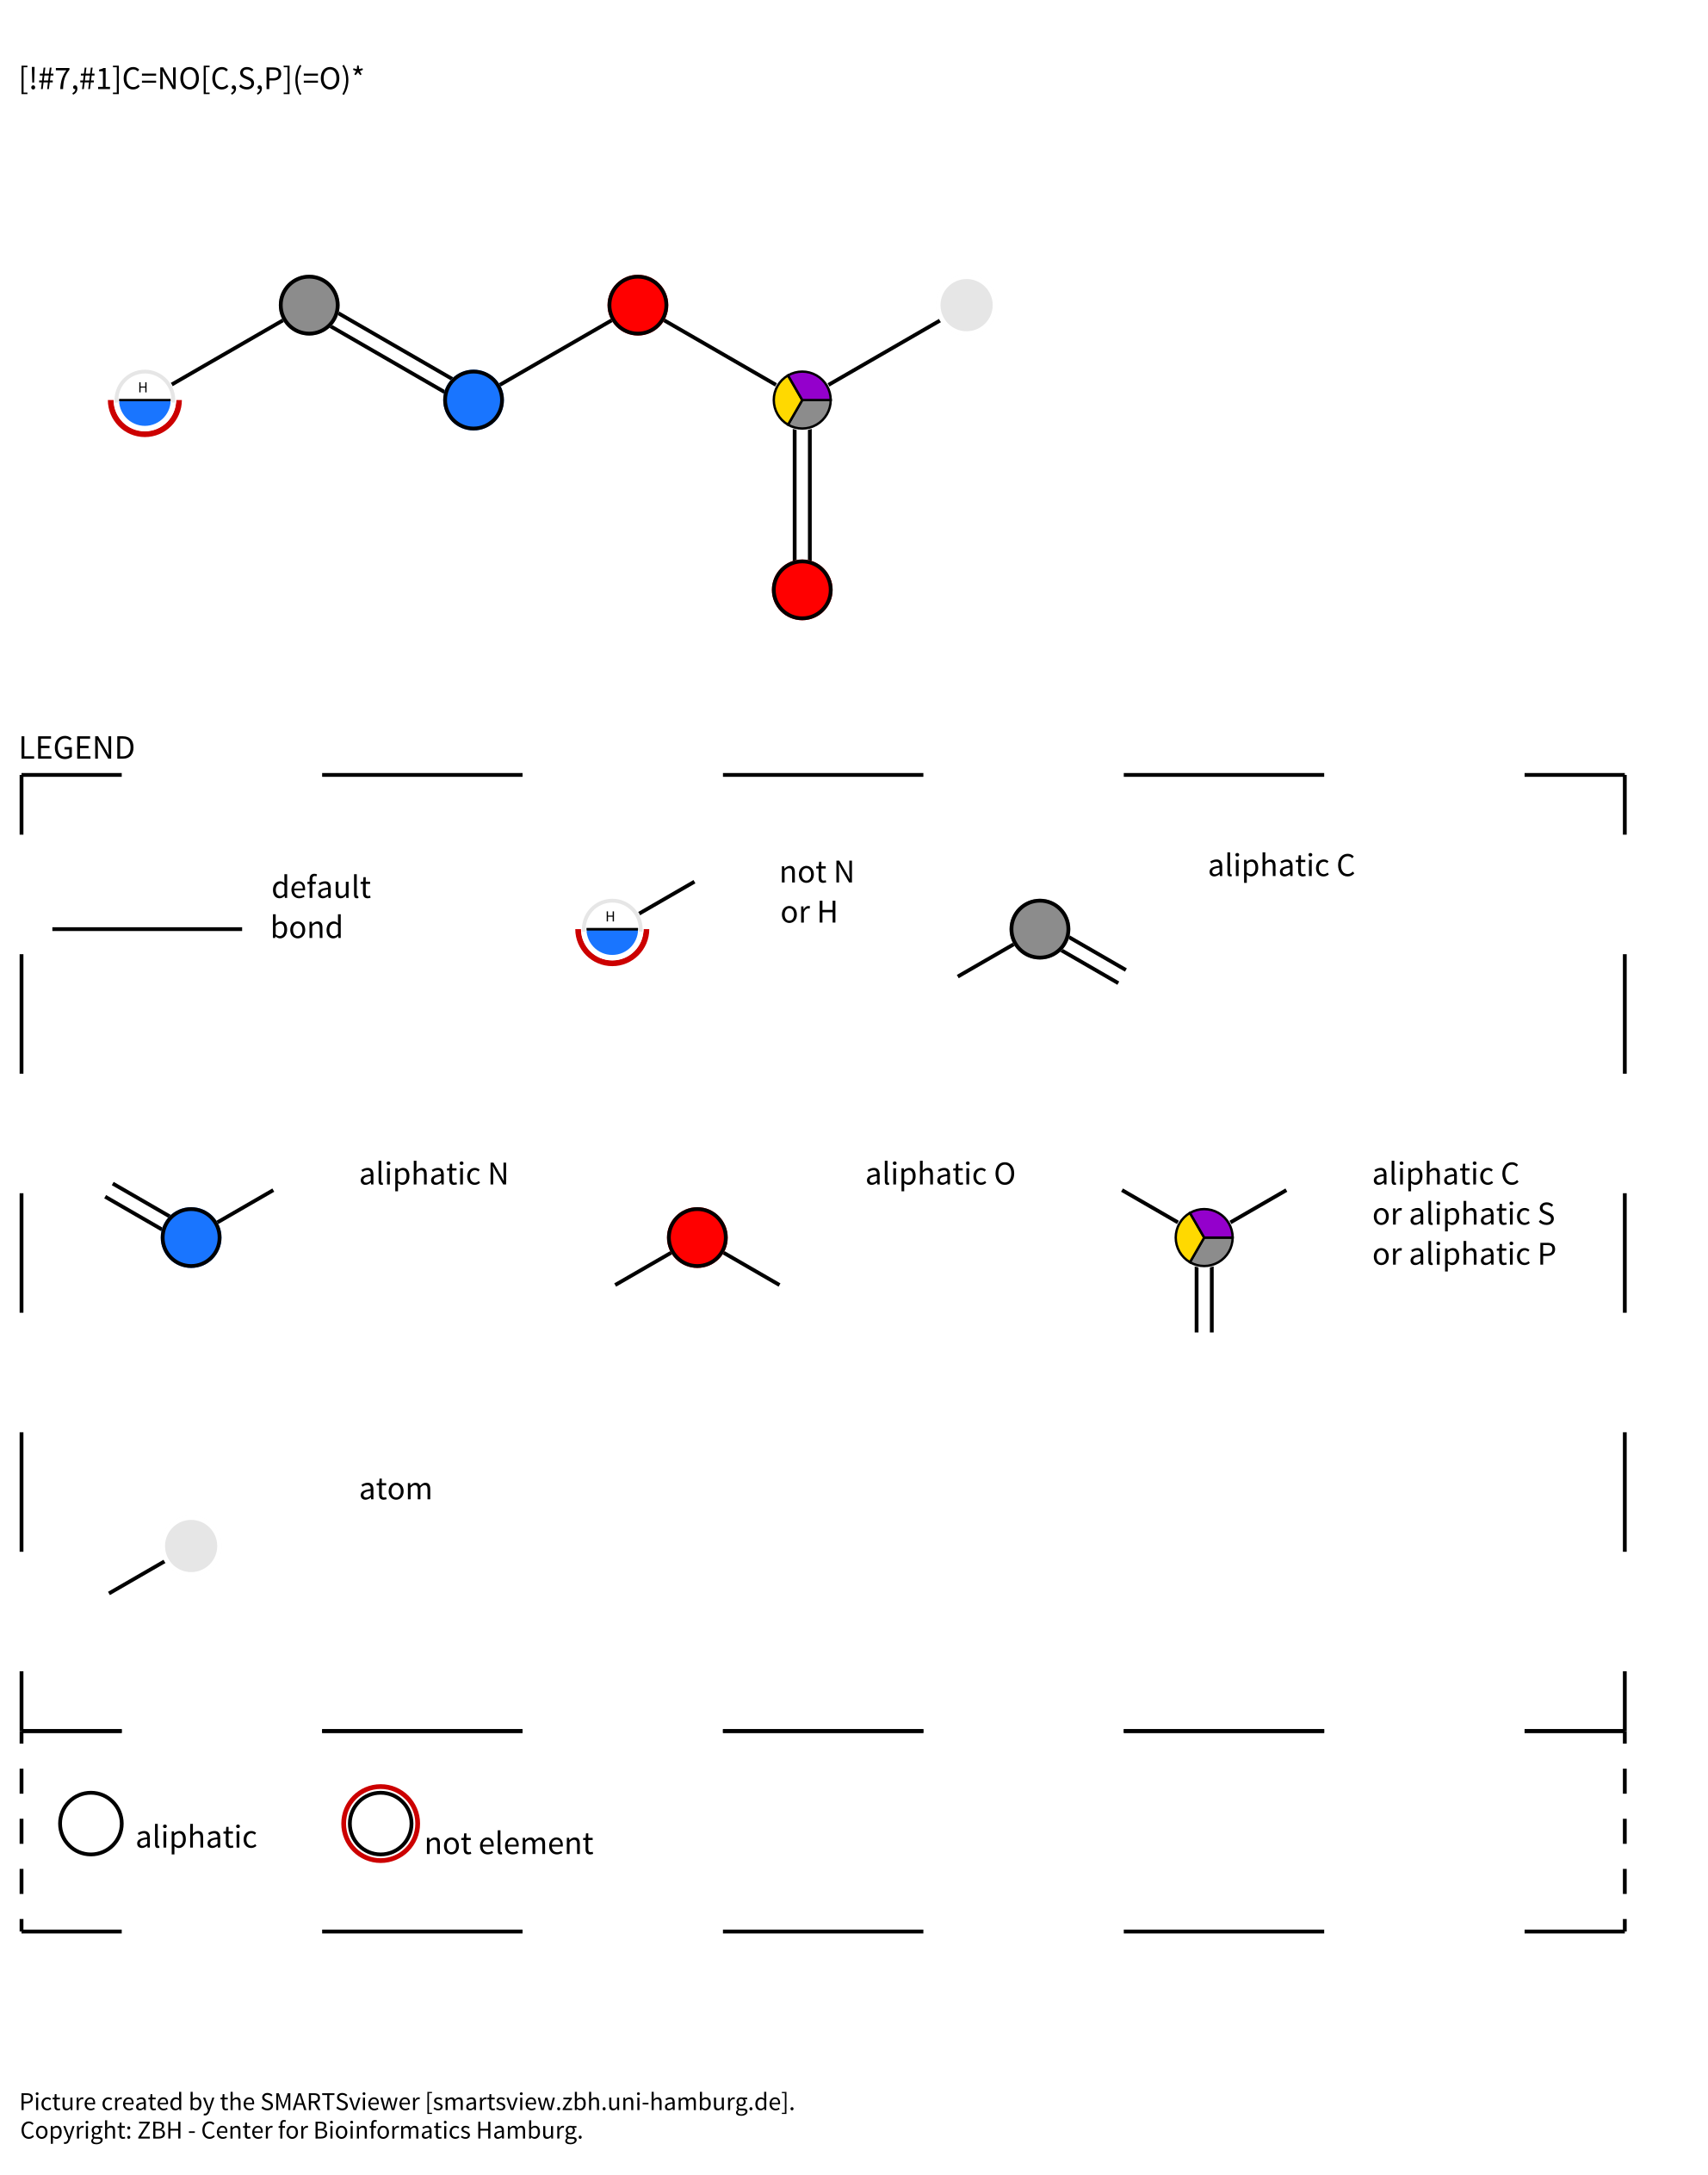 [!#7,#1]C=NO[C,S,P](=O)*
H
LEGEND
default
bond
H
not N
or H
aliphatic C
aliphatic N
aliphatic O
aliphatic C
or aliphatic S
or aliphatic P
atom
aliphatic
not element
Picture created by the SMARTSviewer [smartsview.zbh.uni-hamburg.de].
Copyright: ZBH - Center for Bioinformatics Hamburg.